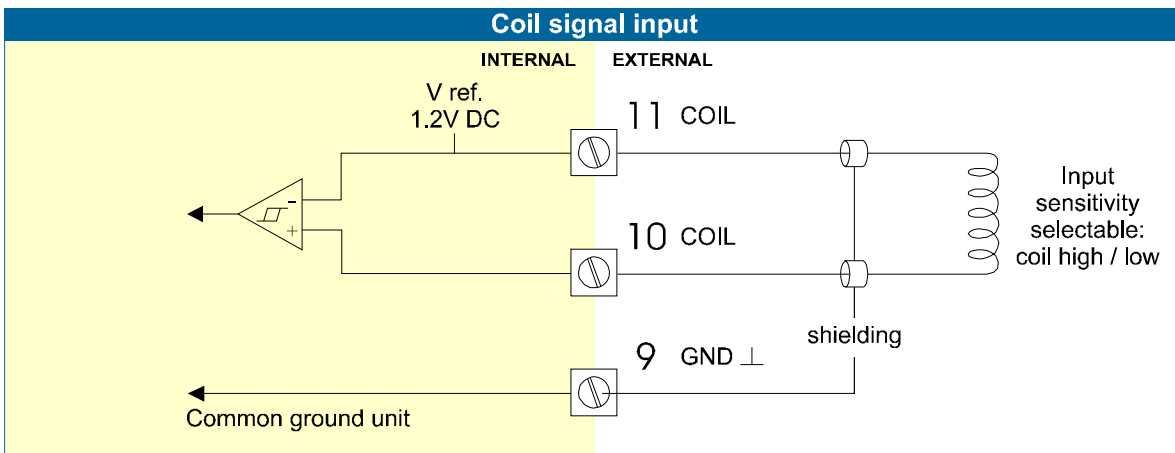 Coil signal input
INTERNAL EXTERNAL
V ref.
1.2V DC
11 COIL
-
+
10 COIL
Input
sensitivity
selectable:
coil high / low
shielding
9 GND ⊥
Common ground unit